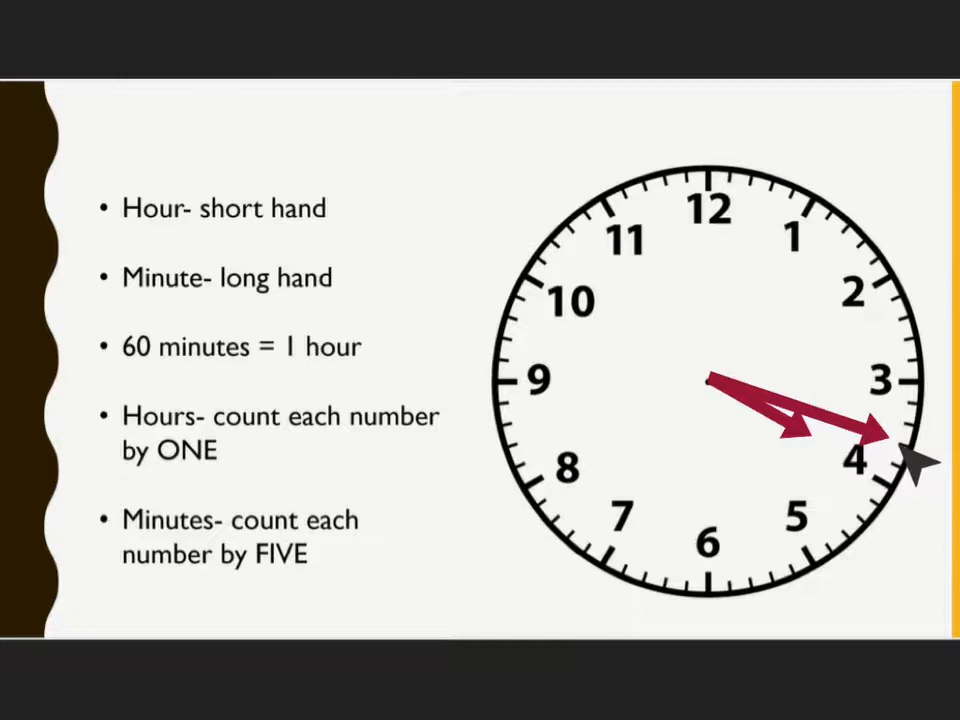 • Hour- short hand
• Minute- long hand
• 60 minutes = 1 hour
• Hours- count each number
by ONE
• Minutes- count each
number by FIVE
12
11
1
10
2
9
3
8
4
7
5
6